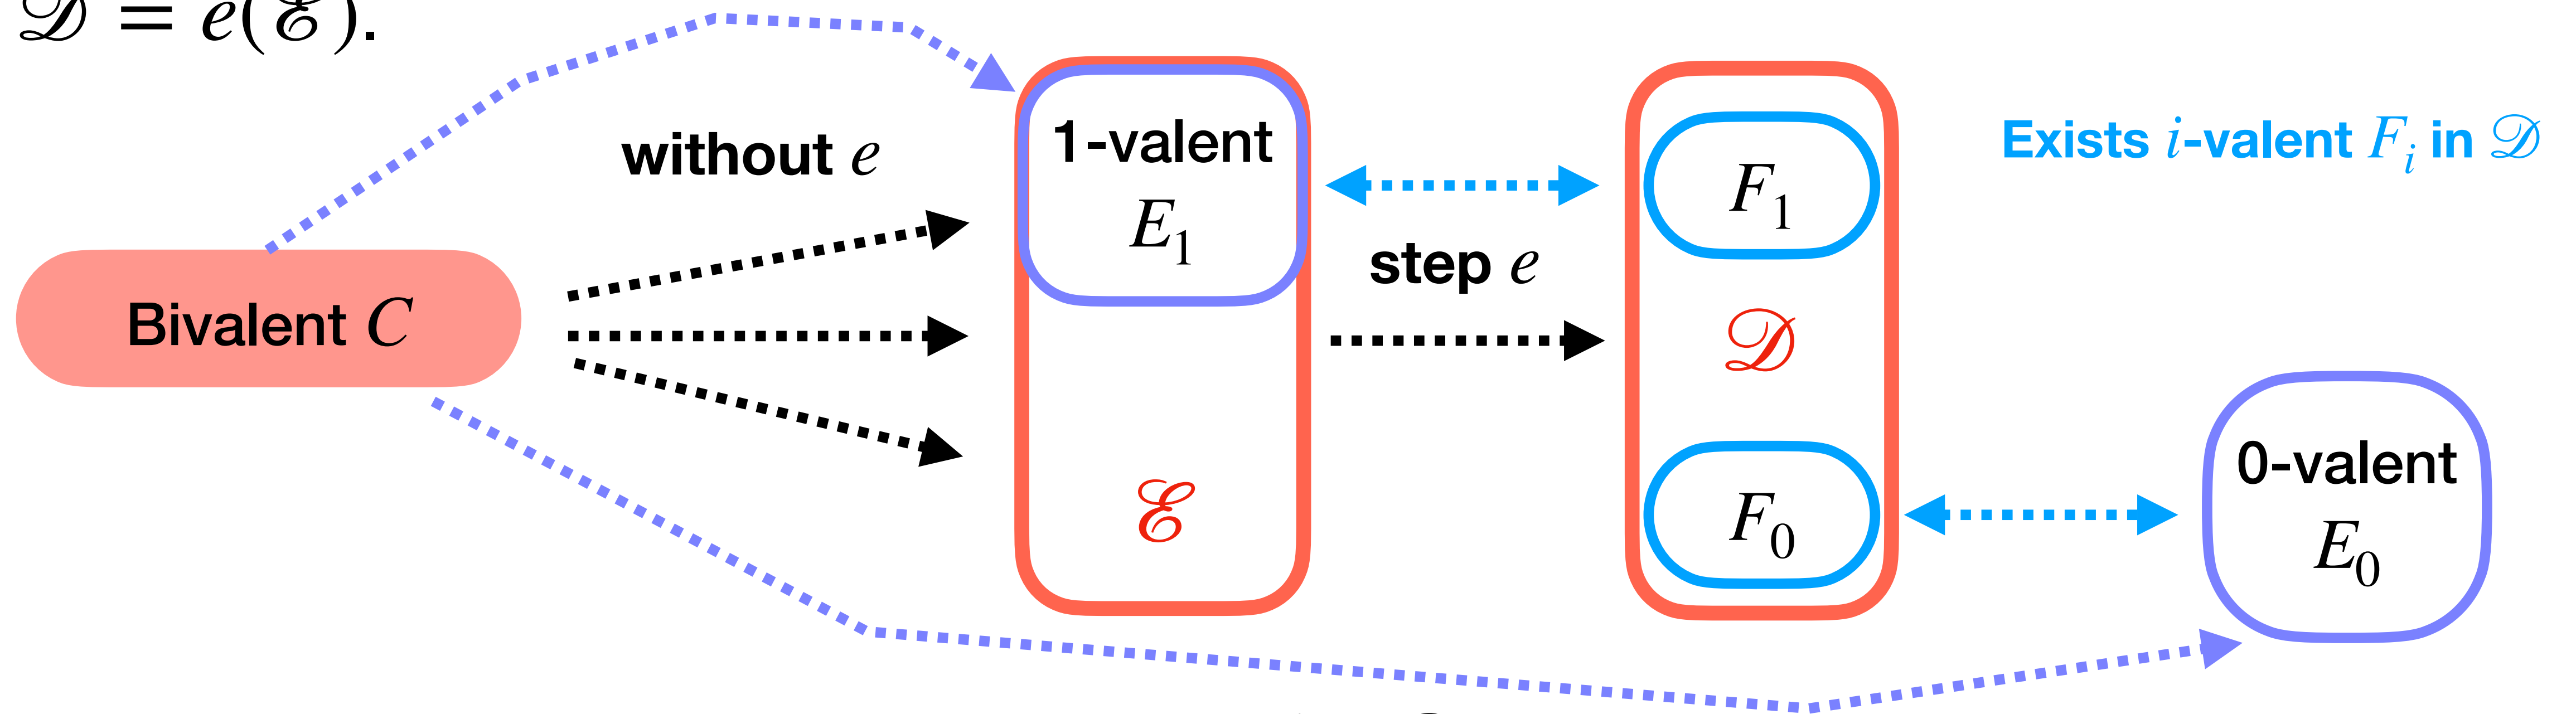 𝒟 = e(ℰ).
without e
1-valent
E₁
F₁
Exists i-valent Fᵢ in 𝒟
step e
Bivalent C
𝒟
ℰ
F₀
0-valent
E₀